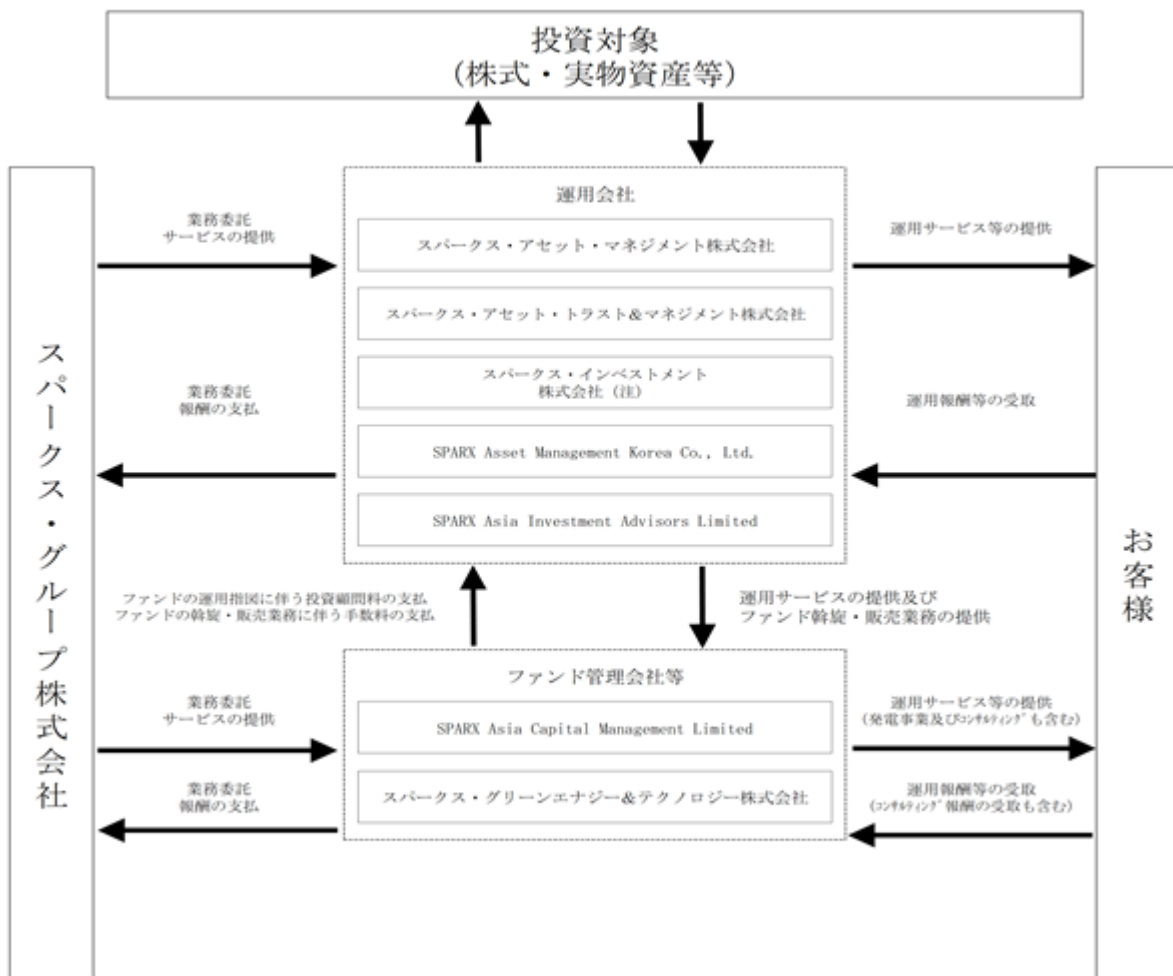 投資対象
(株式・実物資産等)
運用会社
スパークス・アセット・マネジメント株式会社
スパークス・アセット・トラスト&マネジメント株式会社
スパークス・インベストメント
株式会社（注）
SPARX Asset Management Korea Co., Ltd.
SPARX Asia Investment Advisors Limited
業務委託
サービスの提供
業務委託
報酬の支払
運用サービス等の提供
運用報酬等の受取
スパークス・グループ株式会社
お客様
ファンドの運用指図に伴う投資顧問料の支払
ファンドの斡旋・販売業務に伴う手数料の支払
運用サービスの提供及び
ファンド斡旋・販売業務の提供
ファンド管理会社等
SPARX Asia Capital Management Limited
スパークス・グリーンエナジー&テクノロジー株式会社
業務委託
サービスの提供
業務委託
報酬の支払
運用サービス等の提供
(発電事業及びｺﾝｻﾙﾃｨﾝｸﾞも含む)
運用報酬等の受取
(ｺﾝｻﾙﾃｨﾝｸﾞ報酬の受取も含む)